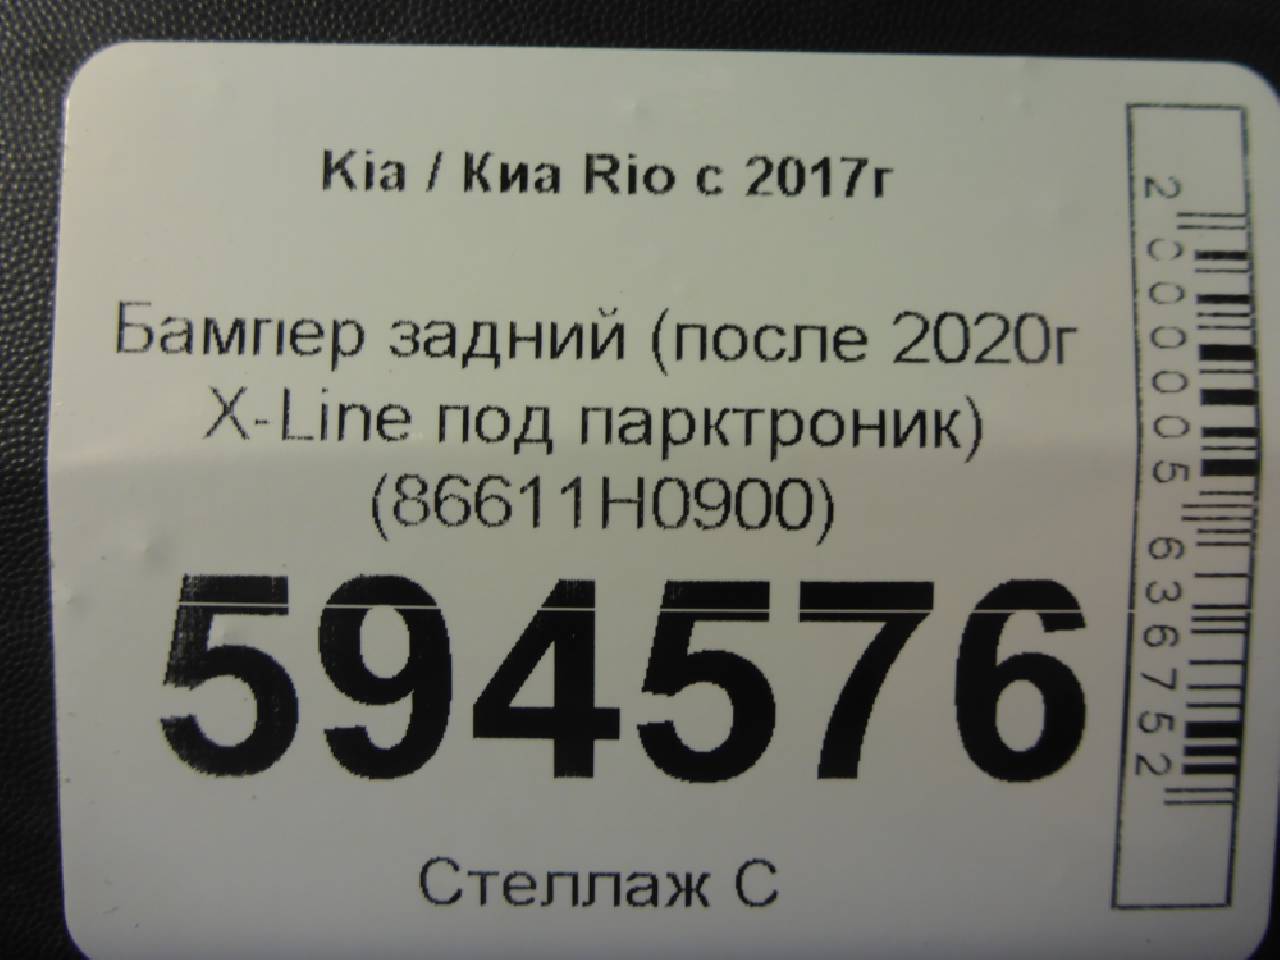 Kia / Киа Rio с 2017г
Бампер задний (после 2020г
X-Line под парктроник)
(86611H0900)
594576
Стеллаж С
2000005636752